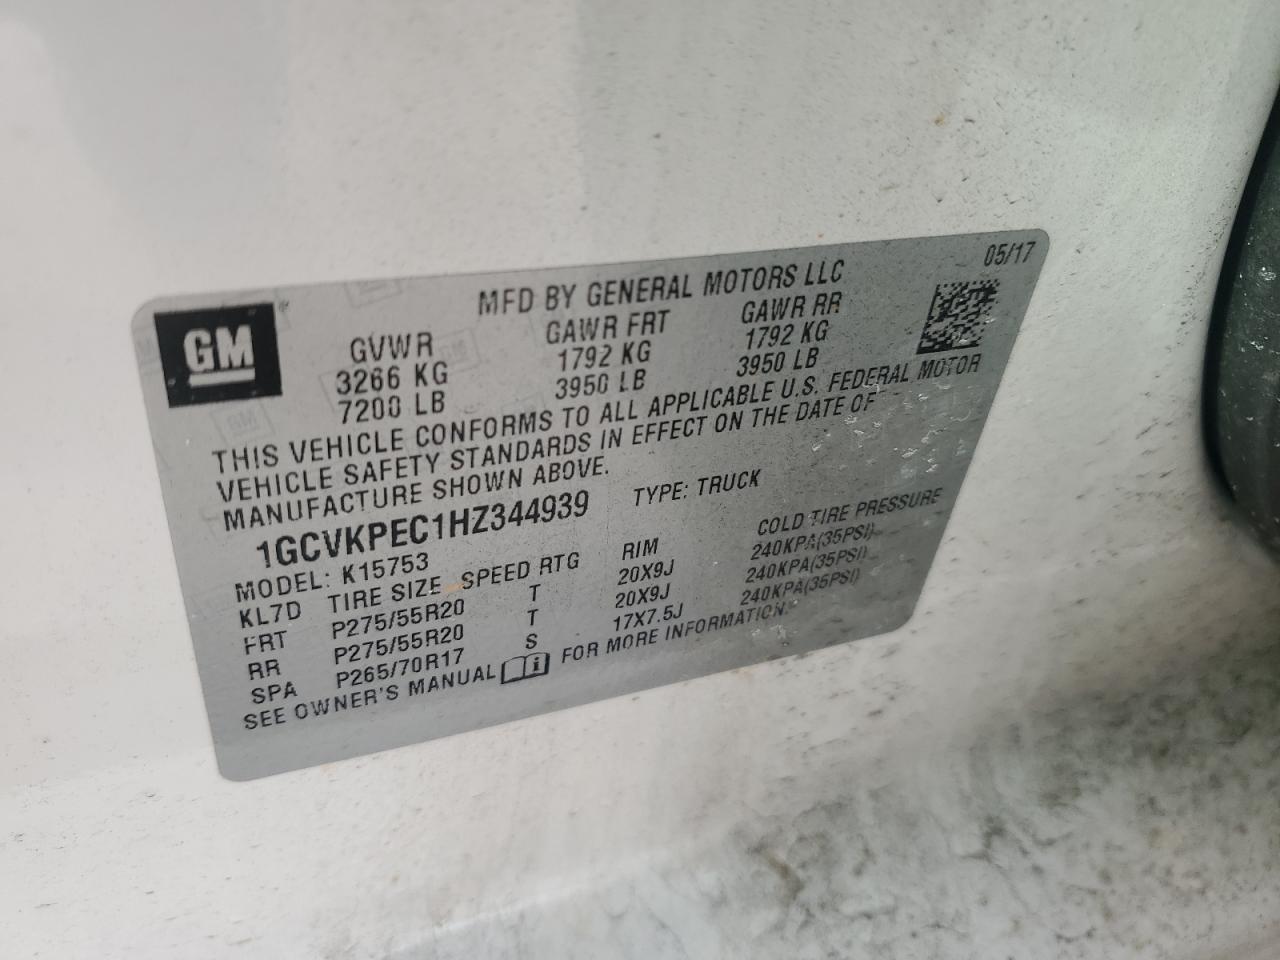 05/17
MFD BY GENERAL MOTORS LLC
GM
GVWR GAWR FRT GAWR RR
3266 KG 1792 KG 1792 KG
7200 LB 3950 LB 3950 LB
THIS VEHICLE CONFORMS TO ALL APPLICABLE U.S. FEDERAL MOTOR
VEHICLE SAFETY STANDARDS IN EFFECT ON THE DATE OF
MANUFACTURE SHOWN ABOVE.
1GCVKPEC1HZ344939 TYPE: TRUCK
MODEL: K15753
KL7D TIRE SIZE SPEED RTG RIM COLD TIRE PRESSURE
FRT P275/55R20 T 20X9J 240KPA(35PSI)
RR P275/55R20 T 20X9J 240KPA(35PSI)
SPA P265/70R17 S 17X7.5J 240KPA(35PSI)
SEE OWNER'S MANUAL FOR MORE INFORMATION.